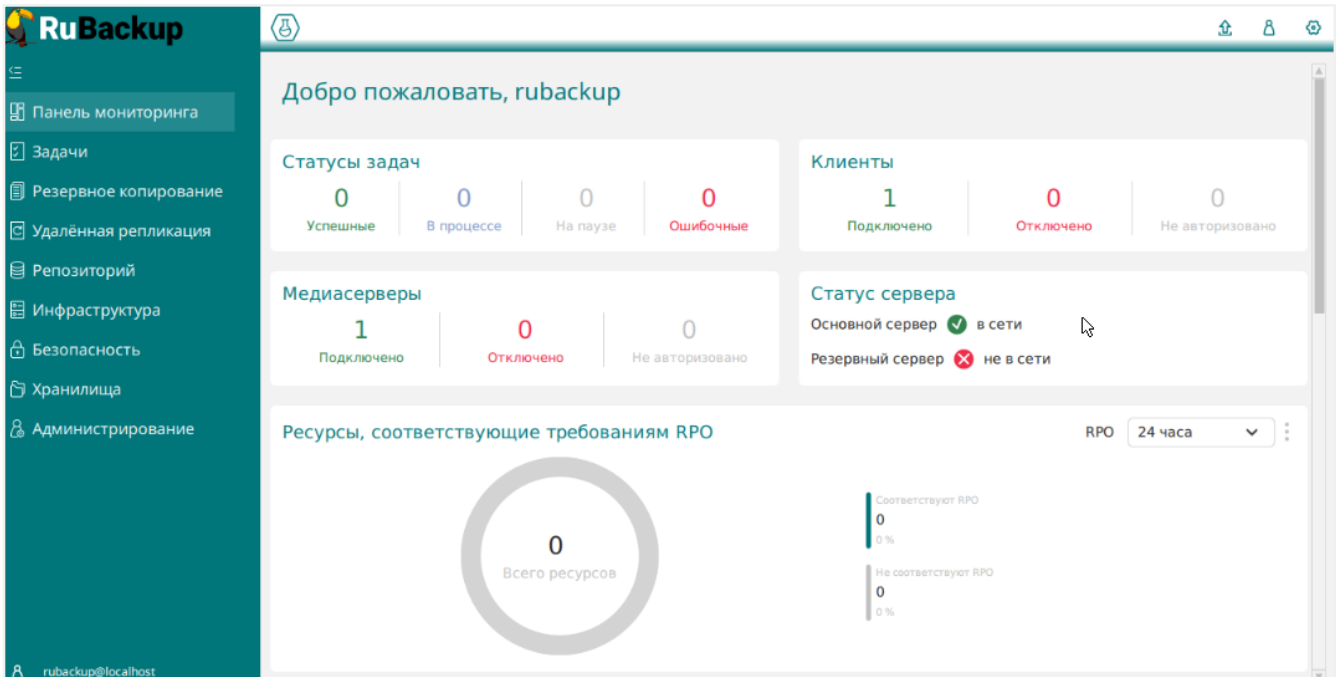 RuBackup
Панель мониторинга
Задачи
Резервное копирование
Удалённая репликация
Репозиторий
Инфраструктура
Безопасность
Хранилища
Администрирование
rubackup@localhost
Добро пожаловать, rubackup
Статусы задач
0 0 0 0
Успешные В процессе На паузе Ошибочные
Клиенты
1 0 0
Подключено Отключено Не авторизовано
Медиасерверы
1 0 0
Подключено Отключено Не авторизовано
Статус сервера
Основной сервер в сети
Резервный сервер не в сети
Ресурсы, соответствующие требованиям RPO
RPO 24 часа
0
Всего ресурсов
Соответствуют RPO
0
0 %
Не соответствуют RPO
0
0 %